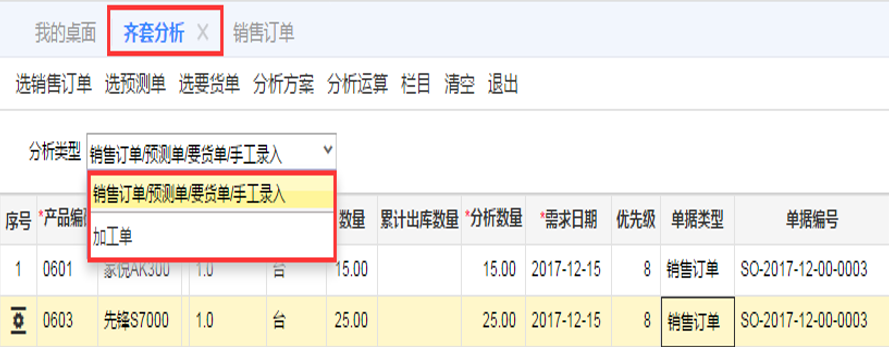 我的桌面 齐套分析 × 销售订单
选销售订单 选预测单 选要货单 分析方案 分析运算 栏目 清空 退出
分析类型 销售订单/预测单/要货单/手工录入
销售订单/预测单/要货单/手工录入
加工单
序号 *产品编 数量 累计出库数量 *分析数量 *需求日期 优先级 单据类型 单据编号
1 0601 家悦AK300 1.0 台 15.00 15.00 2017-12-15 8 销售订单 SO-2017-12-00-0003
0603 先锋S7000 1.0 台 25.00 25.00 2017-12-15 8 销售订单 SO-2017-12-00-0003